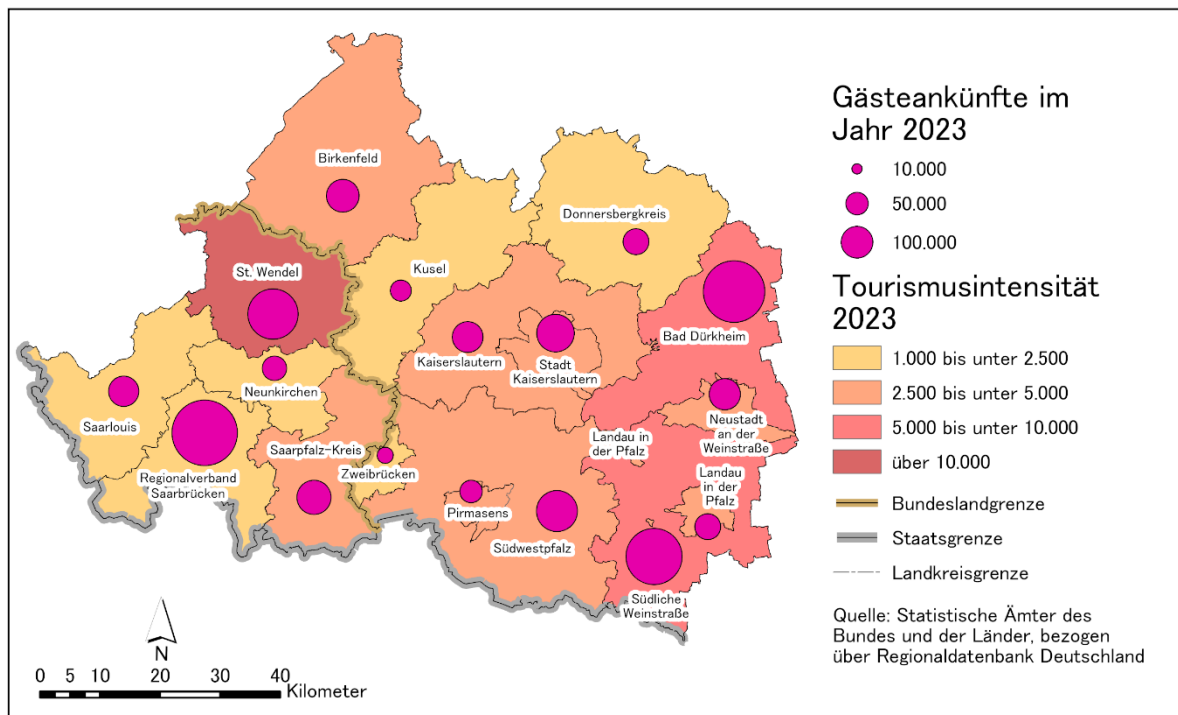 Birkenfeld
Donnersbergkreis
St. Wendel
Kusel
Bad Dürkheim
Kaiserslautern
Stadt
Kaiserslautern
Neunkirchen
Saarlouis
Neustadt
an der
Weinstraße
Saarpfalz-Kreis
Landau in
der Pfalz
Zweibrücken
Regionalverband
Saarbrücken
Landau
in der
Pfalz
Pirmasens
Südwestpfalz
Südliche
Weinstraße
N
0 5 10 20 30 40
Kilometer
Gästeankünfte im
Jahr 2023
10.000
50.000
100.000
Tourismusintensität
2023
1.000 bis unter 2.500
2.500 bis unter 5.000
5.000 bis unter 10.000
über 10.000
Bundeslandgrenze
Staatsgrenze
Landkreisgrenze
Quelle: Statistische Ämter des
Bundes und der Länder, bezogen
über Regionaldatenbank Deutschland